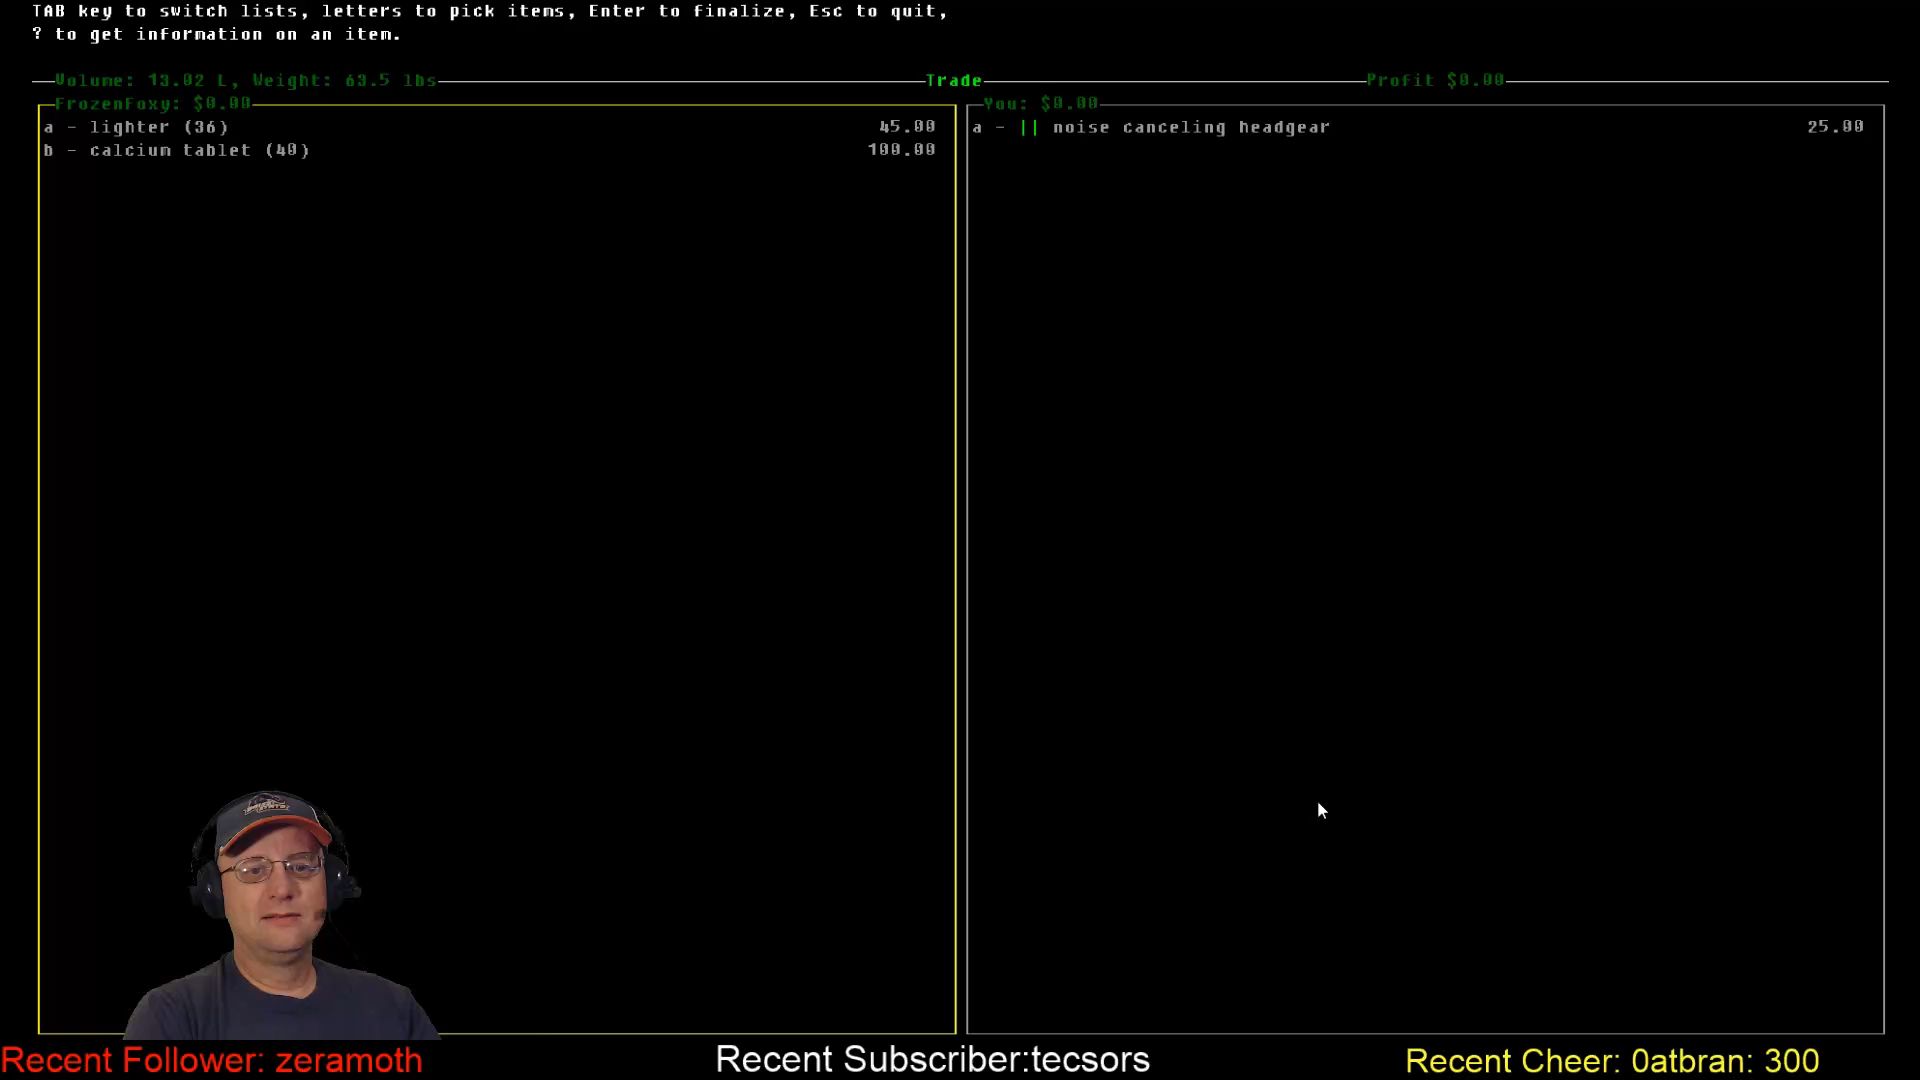 TAB key to switch lists, letters to pick items, Enter to finalize, Esc to quit,
? to get information on an item.
Volume: 13.02 L, Weight: 63.5 lbs Trade Profit $0.00
FrozenFoxy: $0.00
a - lighter (36) 45.00
b - calcium tablet (40) 100.00
You: $0.00
a - || noise canceling headgear 25.00
Recent Follower: zeramoth
Recent Subscriber:tecsors
Recent Cheer: 0atbran: 300